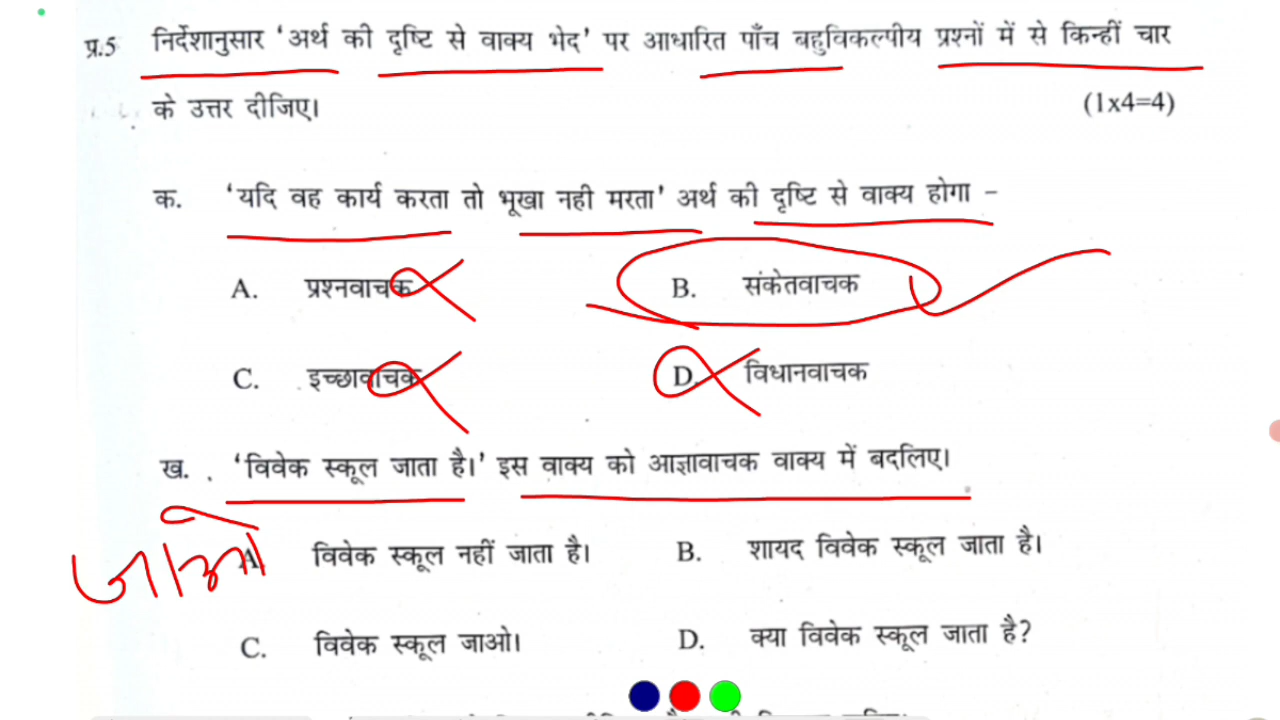 प्र.5 निर्देशानुसार ‘अर्थ की दृष्टि से वाक्य भेद’ पर आधारित पाँच बहुविकल्पीय प्रश्नों में से किन्हीं चार
के उत्तर दीजिए। (1x4=4)
क. ‘यदि वह कार्य करता तो भूखा नही मरता’ अर्थ की दृष्टि से वाक्य होगा –
A. प्रश्नवाचक B. संकेतवाचक
C. इच्छावाचक D. विधानवाचक
ख. . ‘विवेक स्कूल जाता है।’ इस वाक्य को आज्ञावाचक वाक्य में बदलिए।
जाओ
A विवेक स्कूल नहीं जाता है। B. शायद विवेक स्कूल जाता है।
C. विवेक स्कूल जाओ। D. क्या विवेक स्कूल जाता है?